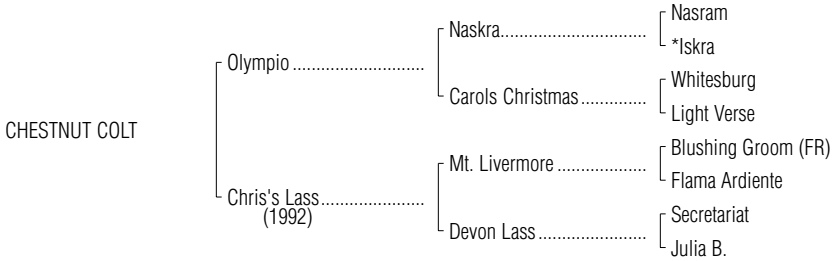 Nasram
Naskra
*Iskra
Olympio
Whitesburg
Carols Christmas
Light Verse
CHESTNUT COLT
Blushing Groom (FR)
Mt. Livermore
Flama Ardiente
Chris's Lass
(1992)
Secretariat
Devon Lass
Julia B.